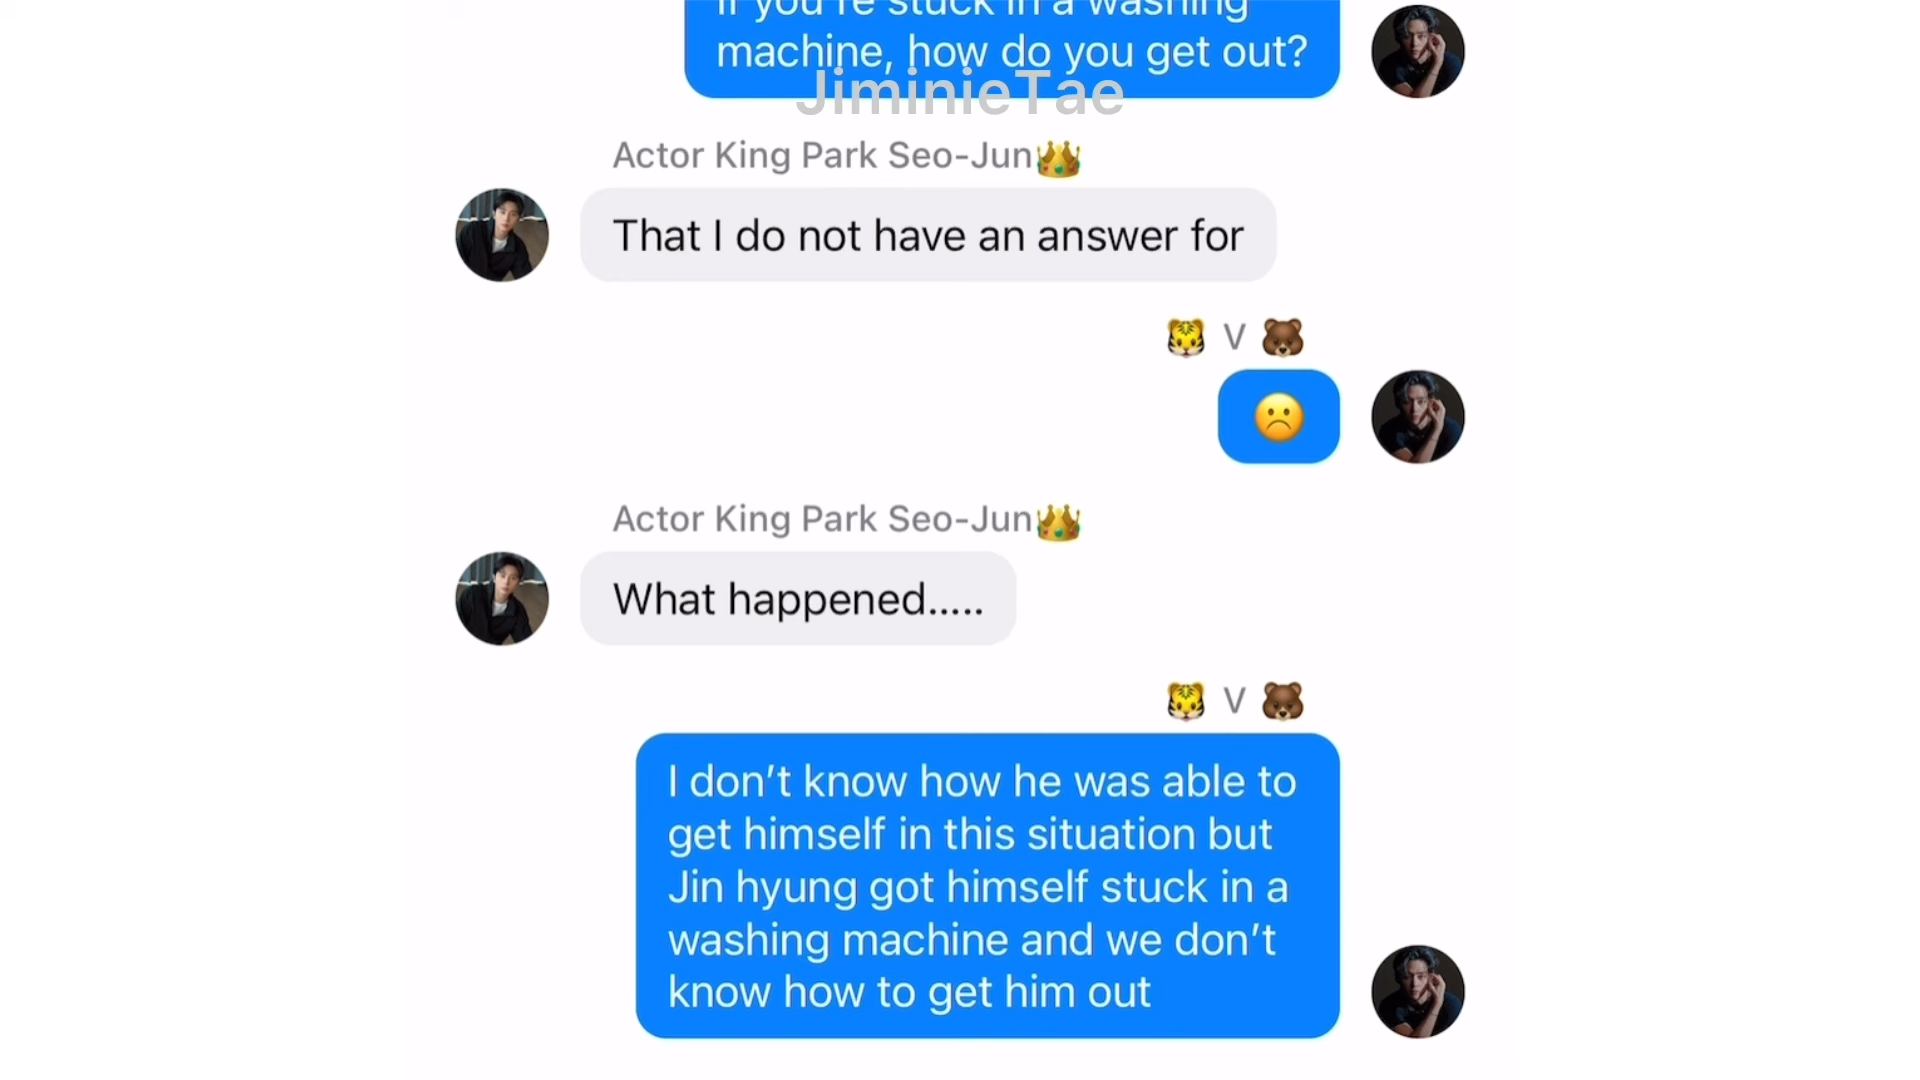 If you're stuck in a washing
machine, how do you get out?
JiminieTae
Actor King Park Seo-Jun👑
That I do not have an answer for
🐯 V 🐻
☹️
Actor King Park Seo-Jun👑
What happened.....
🐯 V 🐻
I don't know how he was able to
get himself in this situation but
Jin hyung got himself stuck in a
washing machine and we don't
know how to get him out